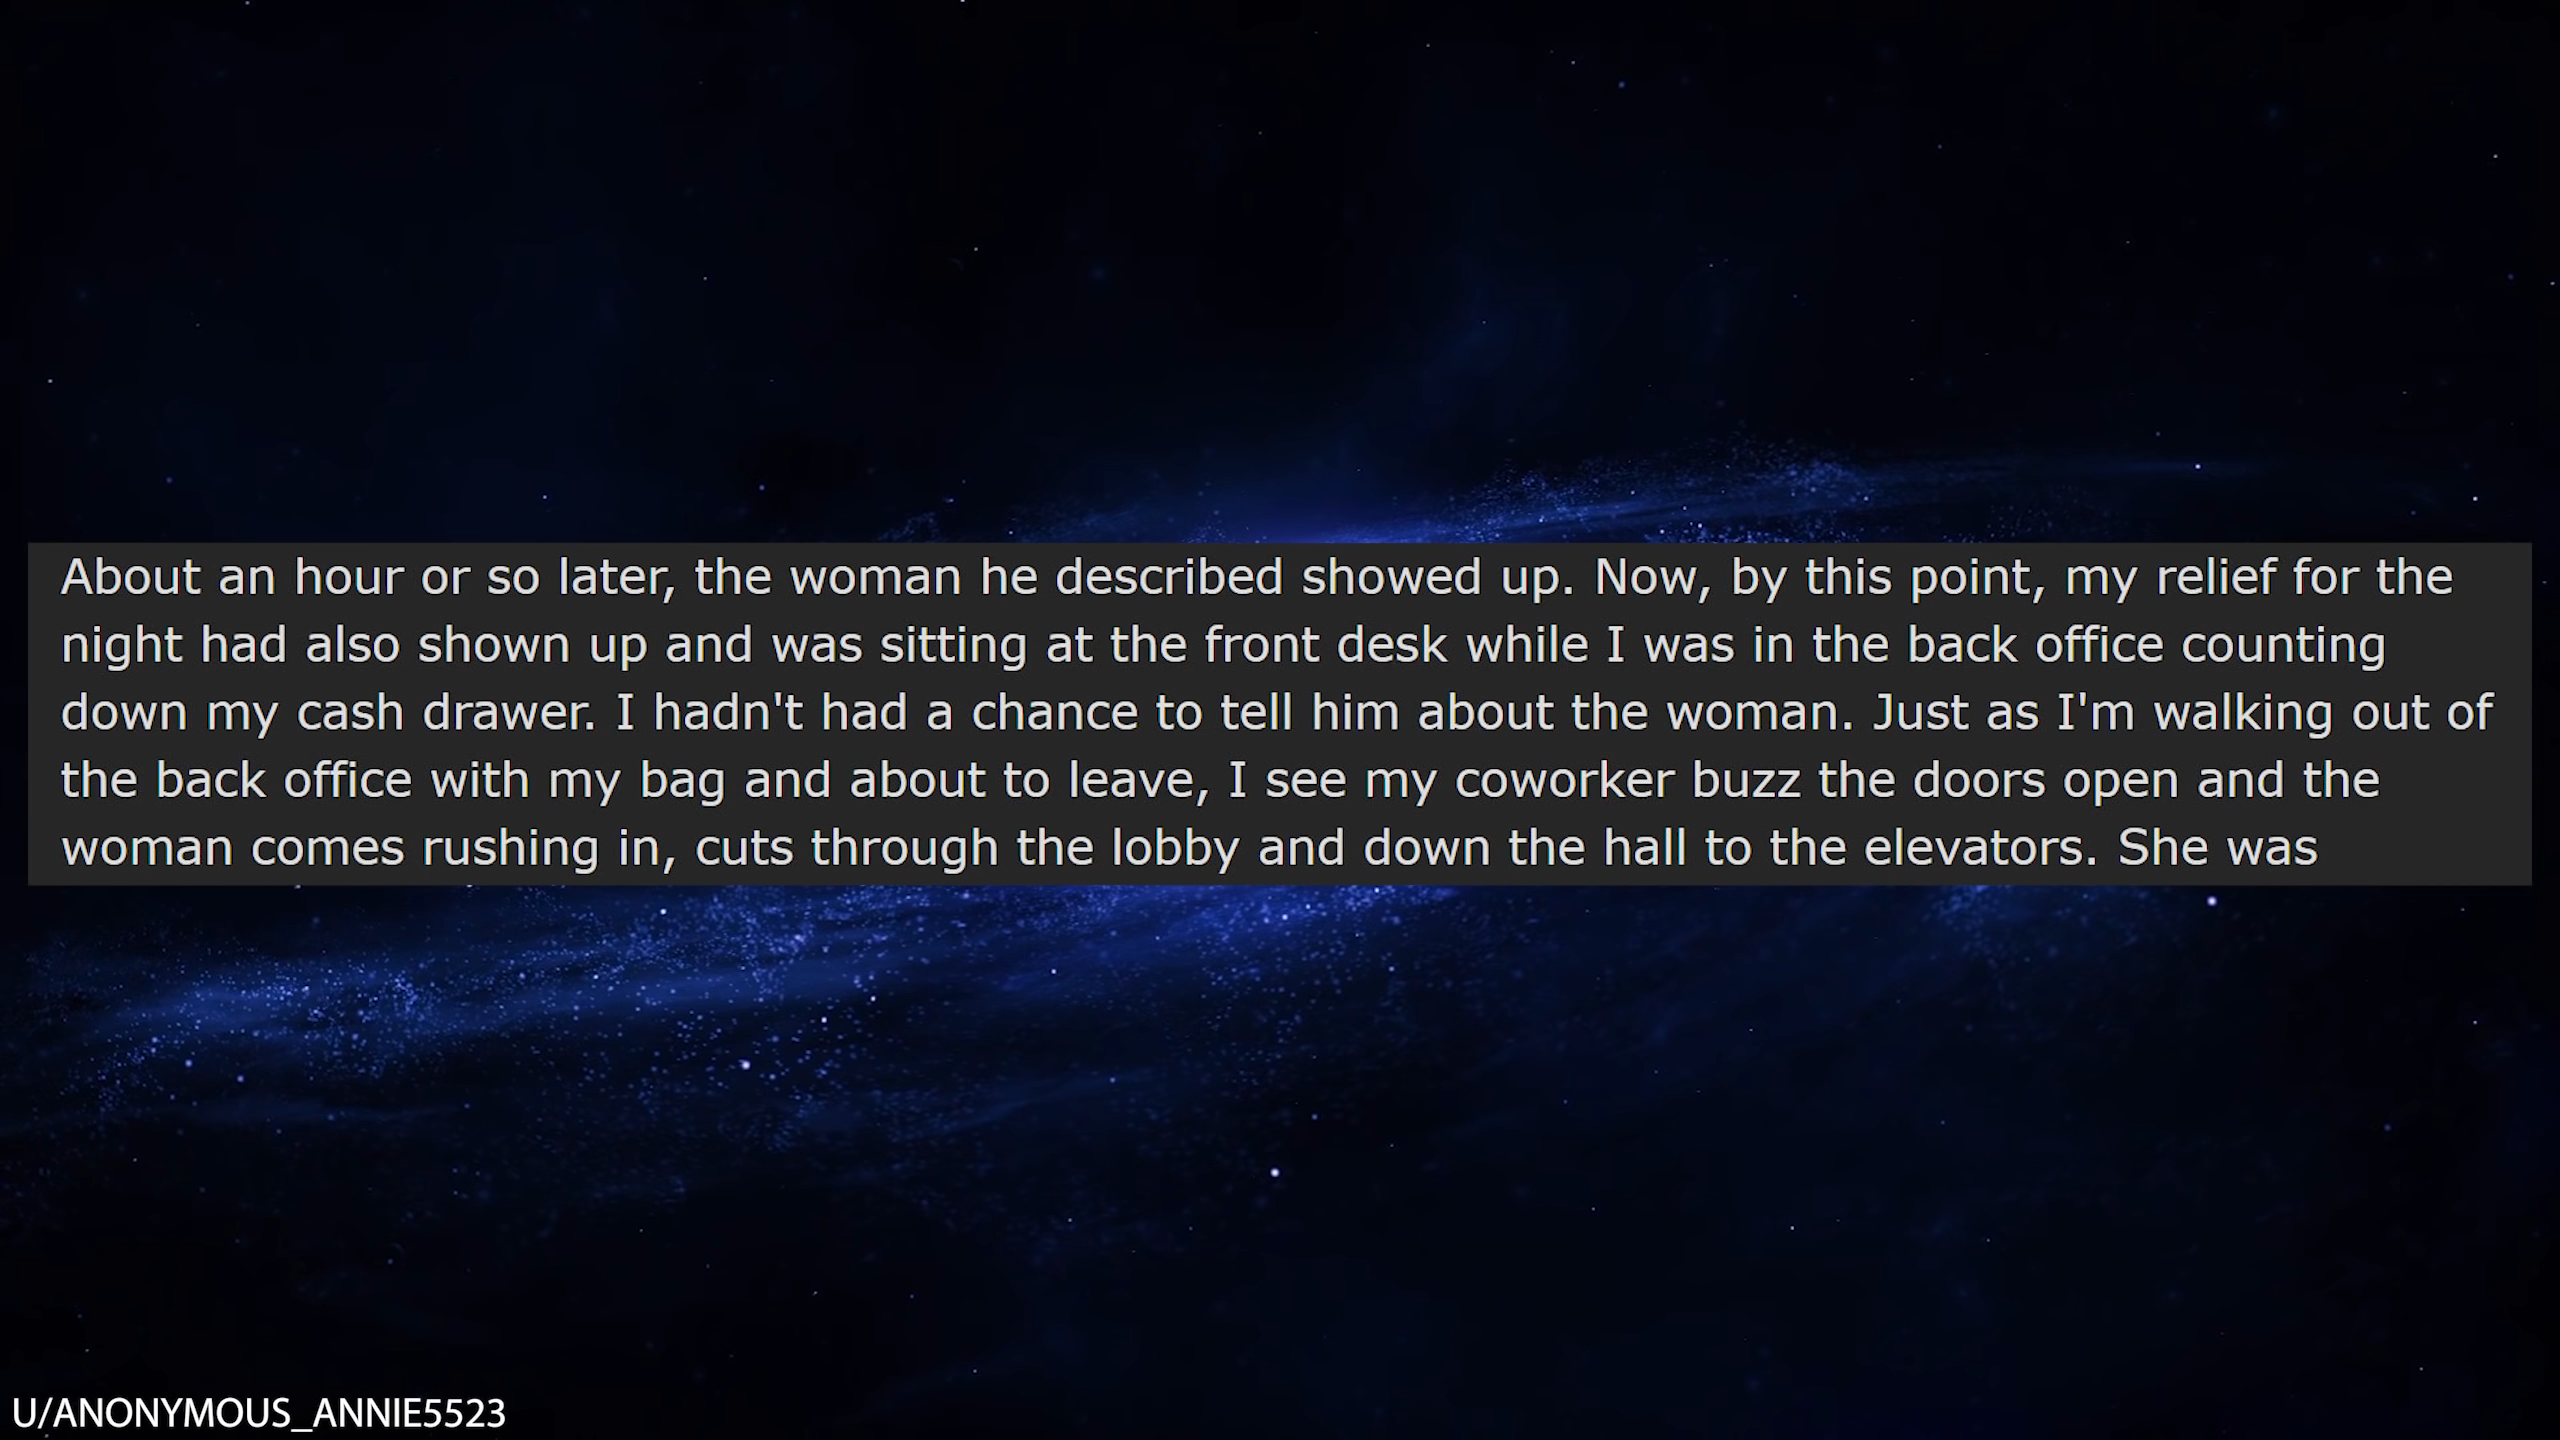 About an hour or so later, the woman he described showed up. Now, by this point, my relief for the
night had also shown up and was sitting at the front desk while I was in the back office counting
down my cash drawer. I hadn't had a chance to tell him about the woman. Just as I'm walking out of
the back office with my bag and about to leave, I see my coworker buzz the doors open and the
woman comes rushing in, cuts through the lobby and down the hall to the elevators. She was
U/ANONYMOUS_ANNIE5523